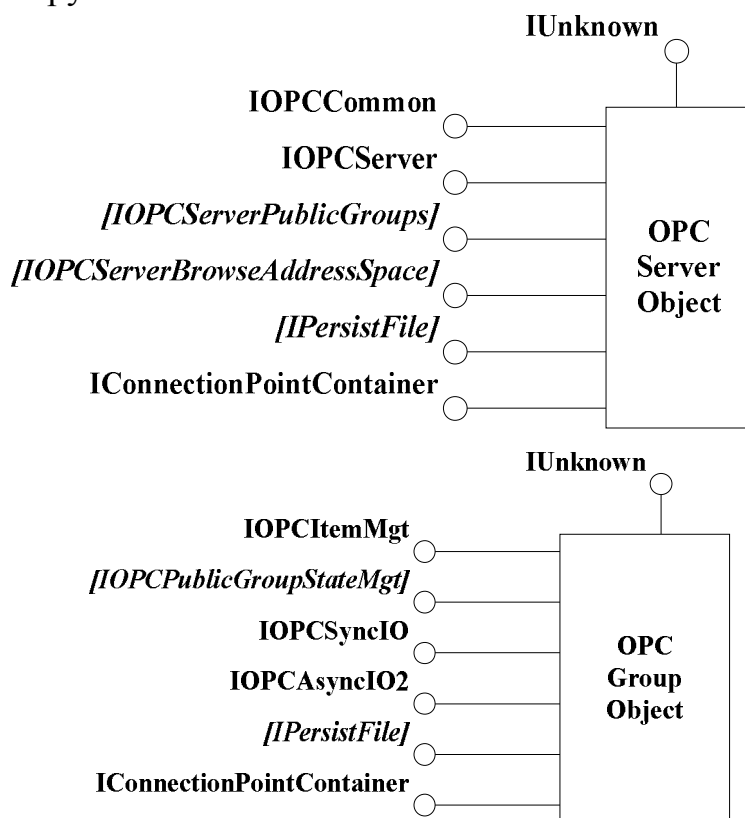 IUnknown
IOPCCommon
IOPCServer
[IOPCServerPublicGroups]
[IOPCServerBrowseAddressSpace]
[IPersistFile]
IConnectionPointContainer
OPC
Server
Object
IUnknown
IOPCItemMgt
[IOPCPublicGroupStateMgt]
IOPCSyncIO
IOPCAsyncIO2
[IPersistFile]
IConnectionPointContainer
OPC
Group
Object